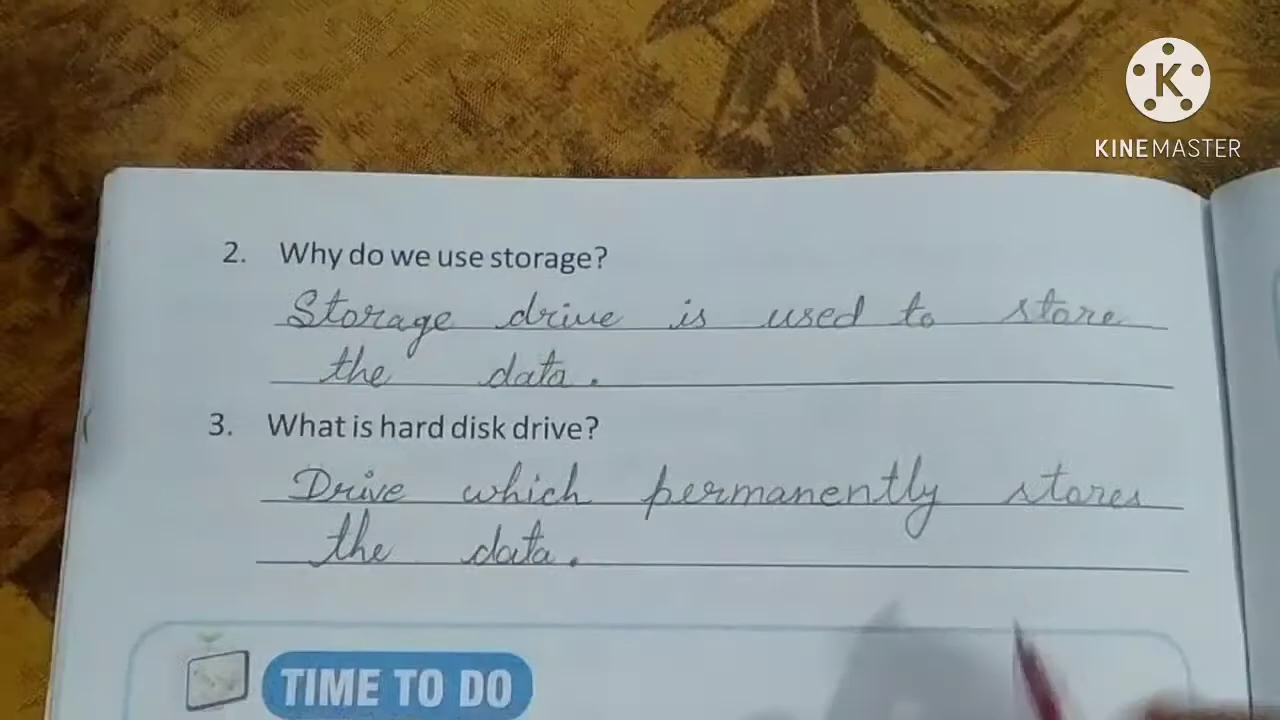 K
KINEMASTER
2. Why do we use storage?
Storage drive is used to store
the data.
3. What is hard disk drive?
Drive which permanently stores
the data.
TIME TO DO